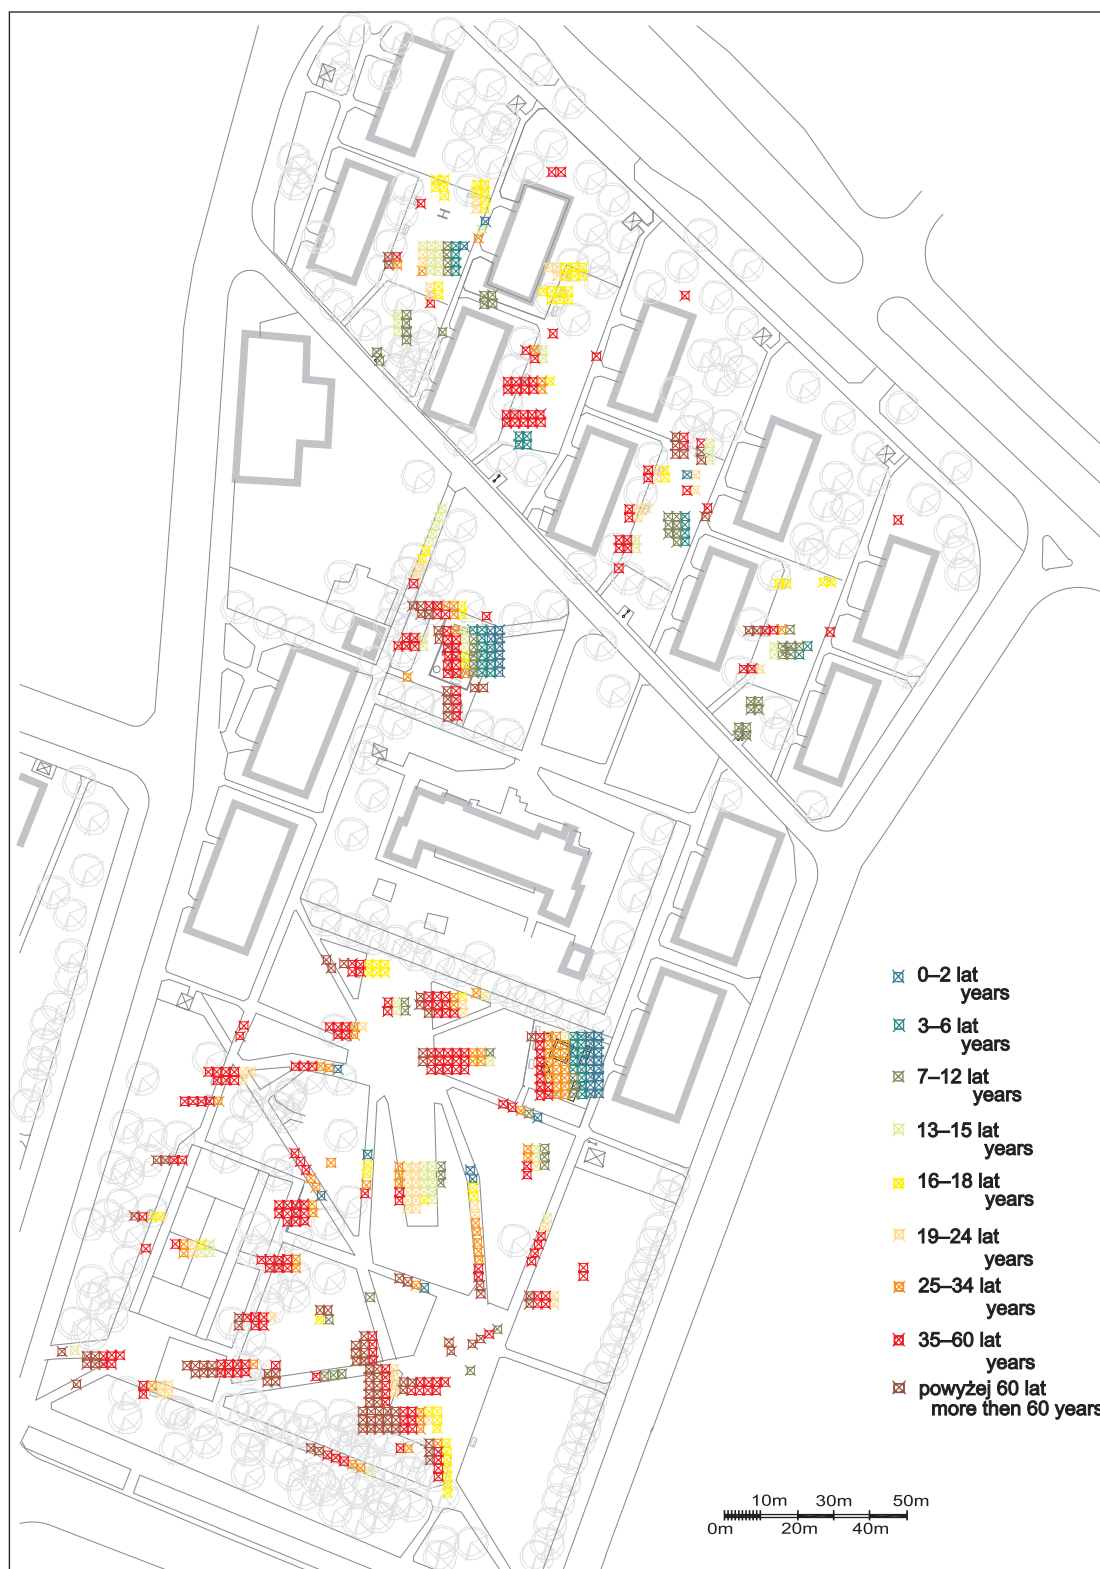 0–2 lat
years
3–6 lat
years
7–12 lat
years
13–15 lat
years
16–18 lat
years
19–24 lat
years
25–34 lat
years
35–60 lat
years
powyżej 60 lat
more then 60 years
10m 30m 50m
0m 20m 40m